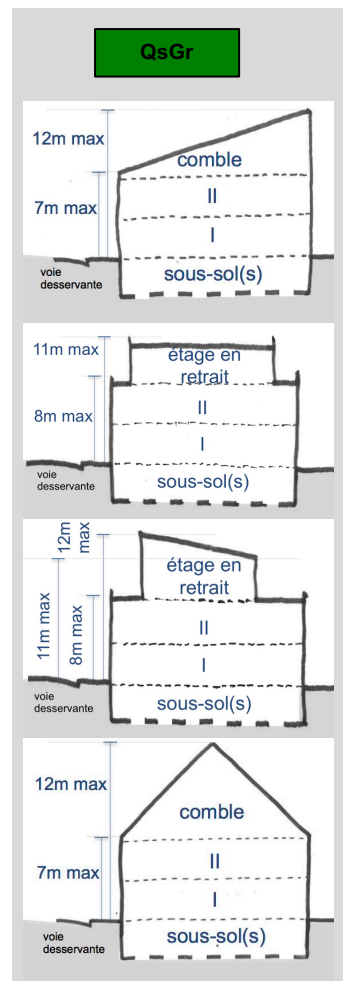 QsGr
12m max
comble
7m max
II
I
voie
desservante
sous-sol(s)
11m max
étage en
retrait
8m max
II
I
voie
desservante
sous-sol(s)
12m
max
étage en
retrait
11m max
8m max
II
I
voie
desservante
sous-sol(s)
12m max
comble
7m max
II
I
voie
desservante
sous-sol(s)